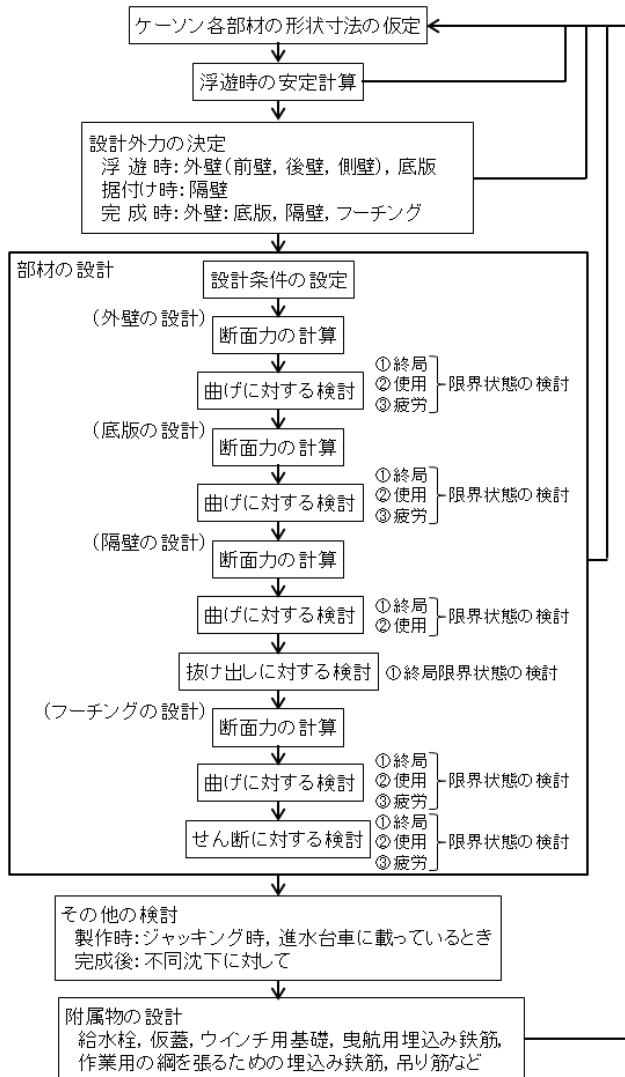 ケーソン各部材の形状寸法の仮定
浮遊時の安定計算
設計外力の決定
浮 遊 時：外壁（前壁，後壁，側壁），底版
据付け時：隔壁
完 成 時：外壁：底版，隔壁，フーチング
部材の設計
設計条件の設定
（外壁の設計）
断面力の計算
曲げに対する検討
①終局
②使用
③疲労
限界状態の検討
（底版の設計）
断面力の計算
曲げに対する検討
①終局
②使用
③疲労
限界状態の検討
（隔壁の設計）
断面力の計算
曲げに対する検討
①終局
②使用
限界状態の検討
抜け出しに対する検討
①終局限界状態の検討
（フーチングの設計）
断面力の計算
曲げに対する検討
①終局
②使用
③疲労
限界状態の検討
せん断に対する検討
①終局
②使用
③疲労
限界状態の検討
その他の検討
製作時：ジャッキング時，進水台車に載っているとき
完成後：不同沈下に対して
附属物の設計
給水栓，仮蓋，ウインチ用基礎，曳航用埋込み鉄筋，
作業用の綱を張るための埋込み鉄筋，吊り筋など